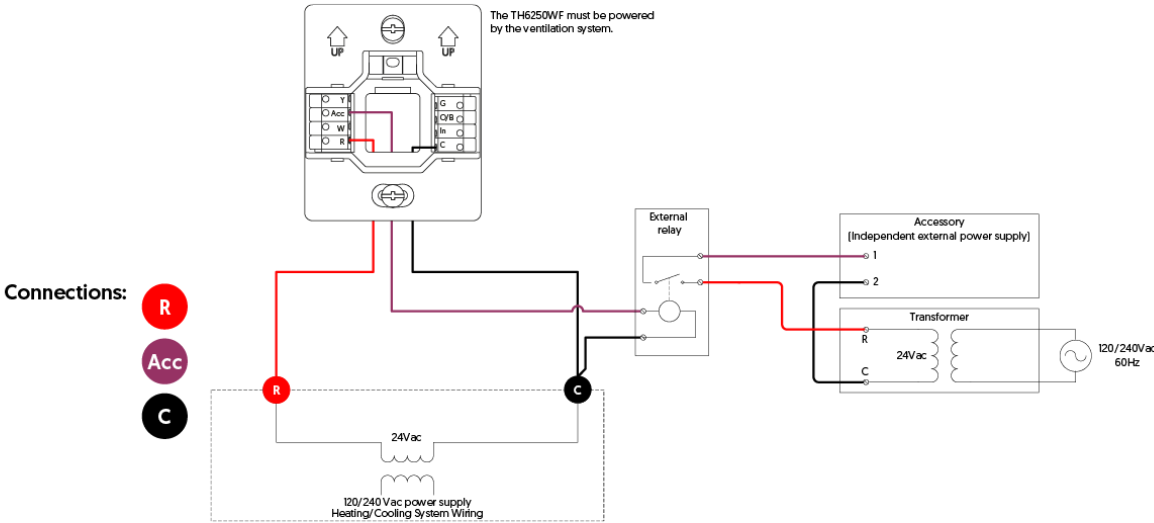 The TH6250WF must be powered
by the ventilation system.
UP
UP
Y
Acc
W
R
G
O/B
In
C
External
relay
Accessory
(Independent external power supply)
1
2
Connections:
R
Acc
C
Transformer
R
24Vac
C
120/240Vac
60Hz
R
C
24Vac
120/240 Vac power supply
Heating/Cooling System Wiring